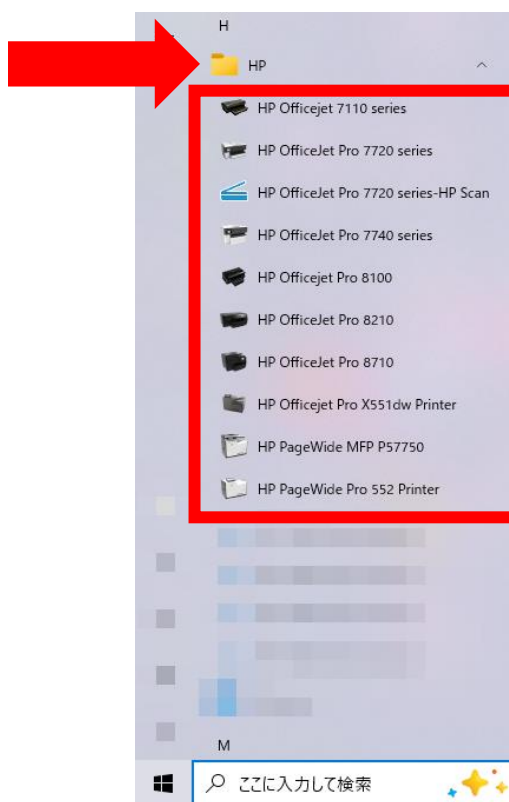 H
HP
HP Officejet 7110 series
HP OfficeJet Pro 7720 series
HP OfficeJet Pro 7720 series-HP Scan
HP OfficeJet Pro 7740 series
HP Officejet Pro 8100
HP OfficeJet Pro 8210
HP OfficeJet Pro 8710
HP Officejet Pro X551dw Printer
HP PageWide MFP P57750
HP PageWide Pro 552 Printer
M
ここに入力して検索